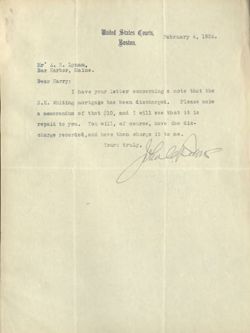 United States Courts,
Boston.
February 4, 1924.
Mr A. H. Lynam,
Bar Harbor, Maine.
Dear Harry:
I have your letter concerning a note that the
S.E. Whiting mortgage has been discharged. Please make
a memorandum of that $10, and I will see that it is
repaid to you. You will, of course, have the dis-
charge recorded, and have them charge it to me.
Yours truly,